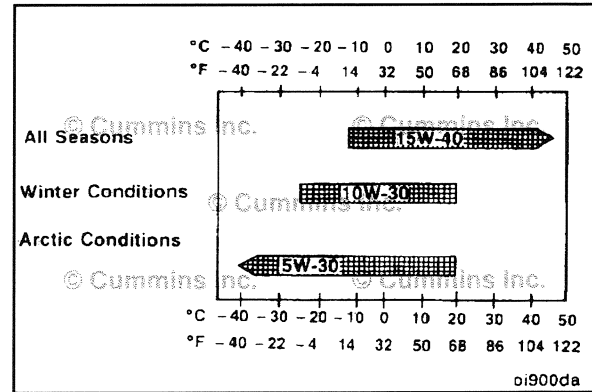 °C - 40 - 30 - 20 - 10 0 10 20 30 40 50
°F - 40 - 22 - 4 14 32 50 68 86 104 122
© Cummins Inc. © Cummins Inc.
All Seasons 15W-40
Winter Conditions 10W-30
© Cummins Inc.
Arctic Conditions
5W-30
© Cummins Inc. © Cummins Inc.
°C - 40 - 30 - 20 - 10 0 10 20 30 40 50
°F - 40 - 22 - 4 14 32 50 68 86 104 122
oi900da